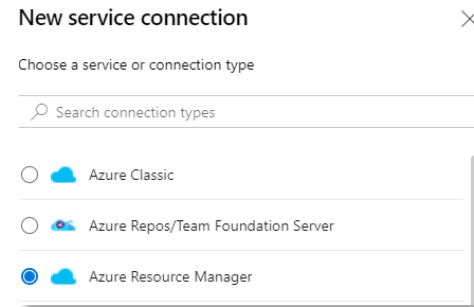 New service connection
Choose a service or connection type
Search connection types
Azure Classic
Azure Repos/Team Foundation Server
Azure Resource Manager